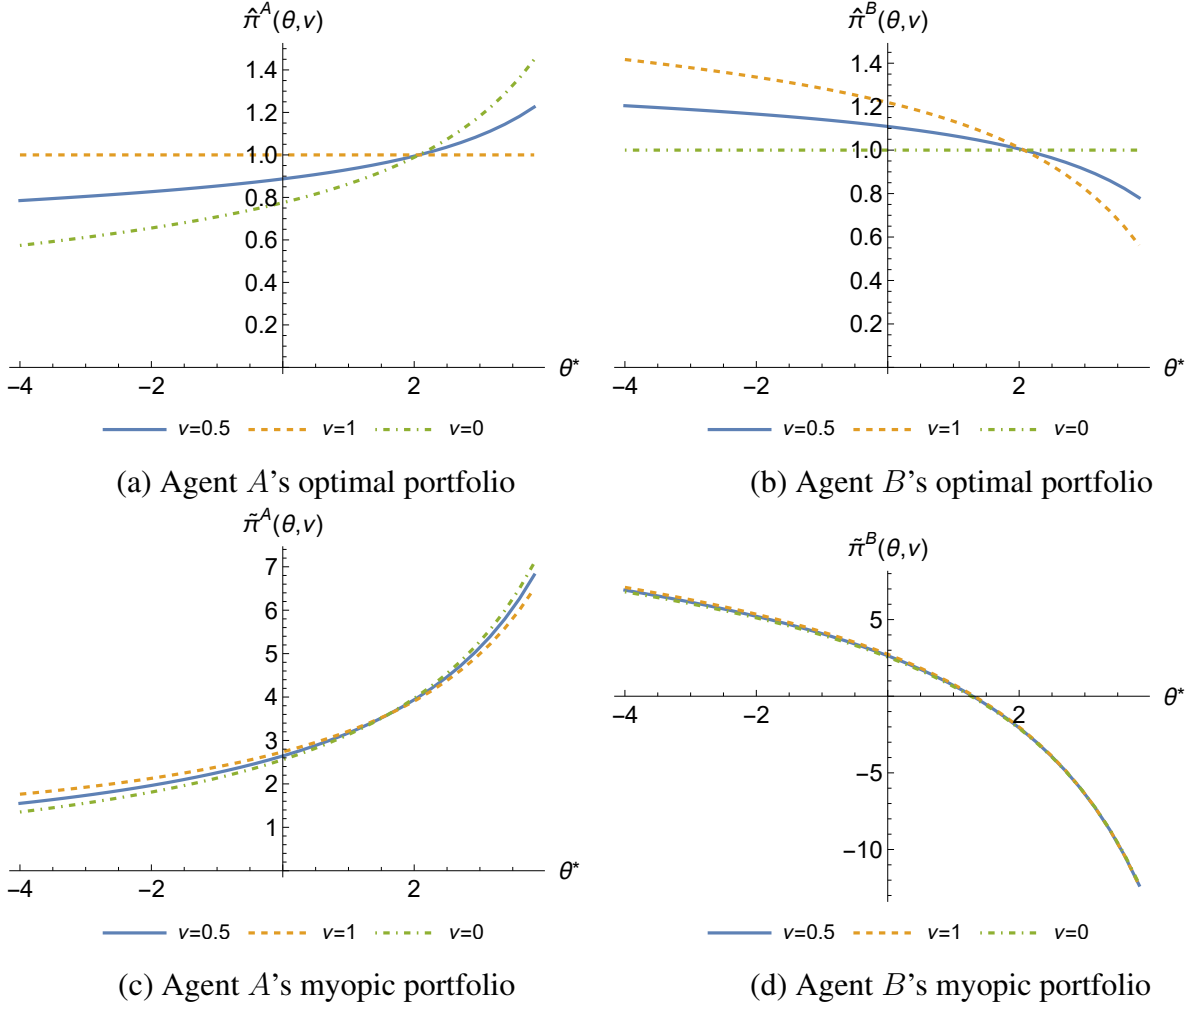 π̂^A(θ,ν)
1.4
1.2
1.0
0.8
0.6
0.4
0.2
-4 -2 2 θ*
ν=0.5 ν=1 ν=0
(a) Agent A's optimal portfolio
π̂^B(θ,ν)
1.4
1.2
1.0
0.8
0.6
0.4
0.2
-4 -2 2 θ*
ν=0.5 ν=1 ν=0
(b) Agent B's optimal portfolio
π̃^A(θ,ν)
7
6
5
4
3
2
1
-4 -2 2 θ*
ν=0.5 ν=1 ν=0
(c) Agent A's myopic portfolio
π̃^B(θ,ν)
5
-4 -2 2 θ*
-5
-10
ν=0.5 ν=1 ν=0
(d) Agent B's myopic portfolio